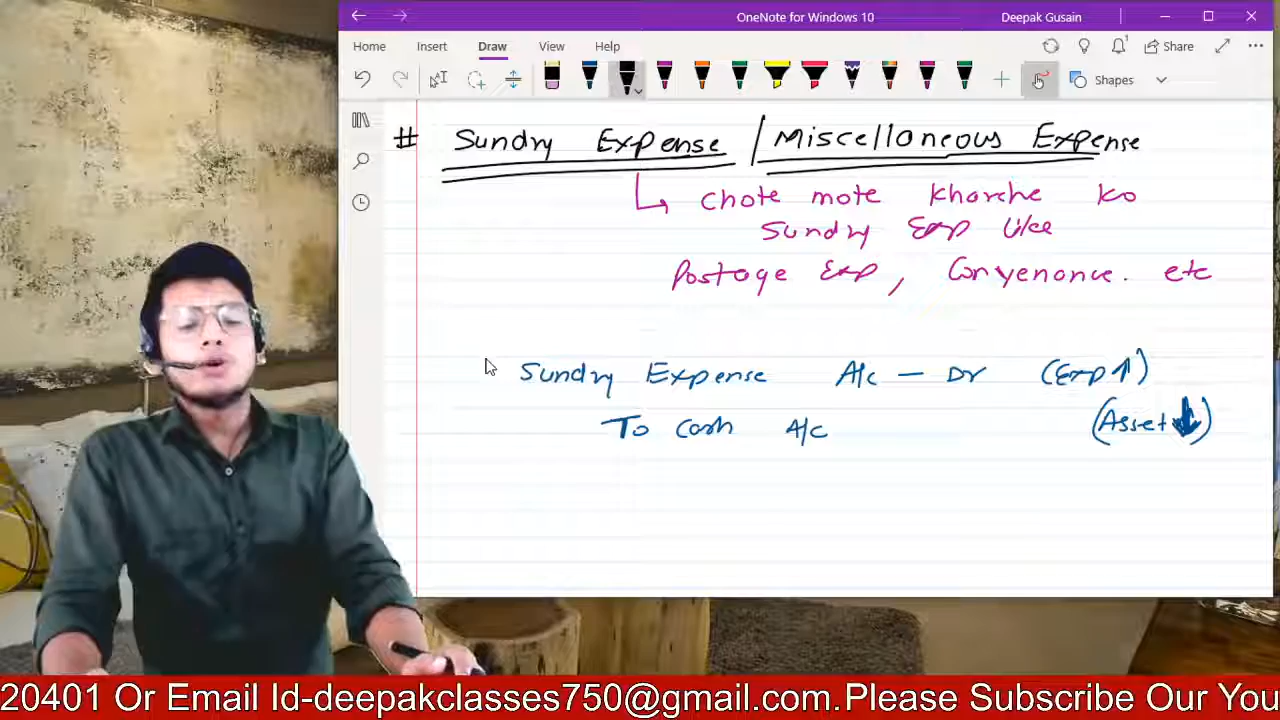 OneNote for Windows 10
Deepak Gusain
Home Insert Draw View Help
Share
Shapes
# Sundry Expense / Miscellaneous Expense
chote mote kharche ko
Sundry Exp like
Postage Exp, Conyenance. etc
Sundry Expense A/c - Dr (Exp↑)
To Cash A/c (Asset↓)
20401 Or Email Id-deepakclasses750@gmail.com.Please Subscribe Our You